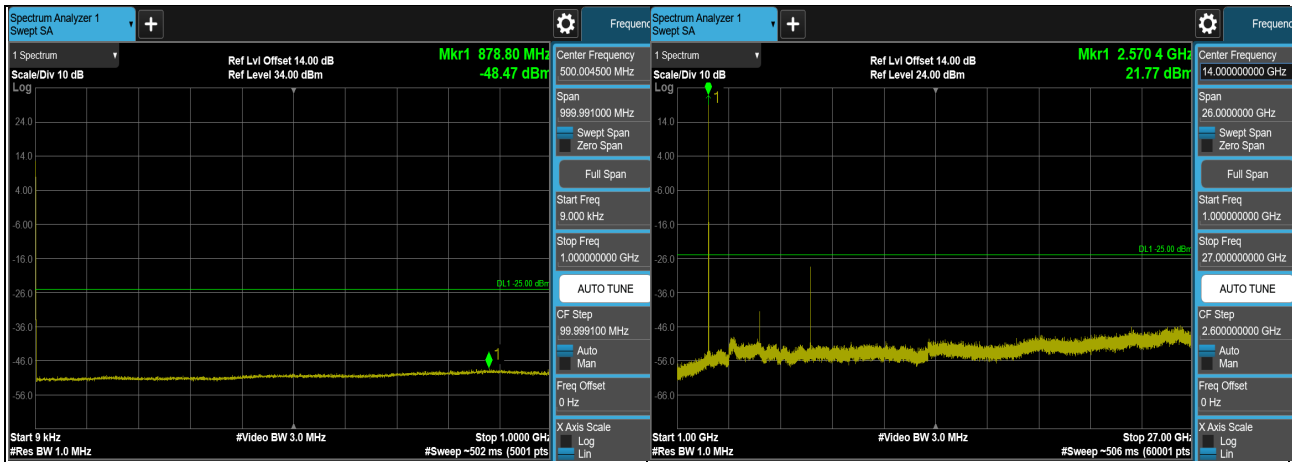 Spectrum Analyzer 1
Swept SA
+
Frequenc
1 Spectrum
Scale/Div 10 dB
Log
Ref Lvl Offset 14.00 dB
Ref Level 34.00 dBm
Mkr1 878.80 MHz
-48.47 dBm
24.0
14.0
4.00
-6.00
-16.0
-26.0
-36.0
-46.0
-56.0
DL1 -25.00 dBm
1
Start 9 kHz
#Res BW 1.0 MHz
#Video BW 3.0 MHz
Stop 1.0000 GHz
#Sweep ~502 ms (5001 pts
Center Frequency
500.004500 MHz
Span
999.991000 MHz
Swept Span
Zero Span
Full Span
Start Freq
9.000 kHz
Stop Freq
1.000000000 GHz
AUTO TUNE
CF Step
99.999100 MHz
Auto
Man
Freq Offset
0 Hz
X Axis Scale
Log
Lin
Spectrum Analyzer 1
Swept SA
+
Frequenc
1 Spectrum
Scale/Div 10 dB
Log
Ref Lvl Offset 14.00 dB
Ref Level 24.00 dBm
Mkr1 2.570 4 GHz
21.77 dBm
1
14.0
4.00
-6.00
-16.0
-26.0
-36.0
-46.0
-56.0
-66.0
DL1 -25.00 dBm
Start 1.00 GHz
#Res BW 1.0 MHz
#Video BW 3.0 MHz
Stop 27.00 GHz
#Sweep ~506 ms (60001 pts
Center Frequency
14.000000000 GHz
Span
26.0000000 GHz
Swept Span
Zero Span
Full Span
Start Freq
1.000000000 GHz
Stop Freq
27.000000000 GHz
AUTO TUNE
CF Step
2.600000000 GHz
Auto
Man
Freq Offset
0 Hz
X Axis Scale
Log
Lin